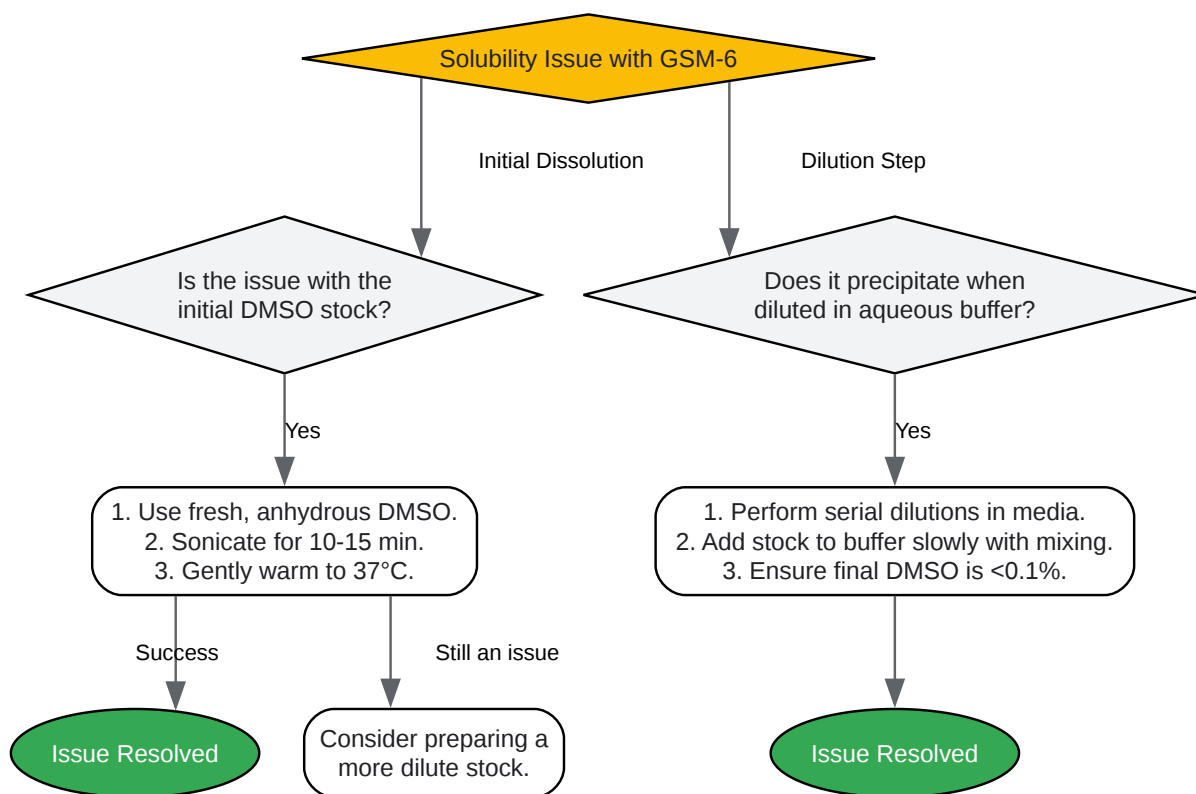 Solubility Issue with GSM-6
Initial Dissolution
Dilution Step
Is the issue with the
initial DMSO stock?
Does it precipitate when
diluted in aqueous buffer?
Yes
Yes
1. Use fresh, anhydrous DMSO.
2. Sonicate for 10-15 min.
3. Gently warm to 37°C.
1. Perform serial dilutions in media.
2. Add stock to buffer slowly with mixing.
3. Ensure final DMSO is <0.1%.
Success
Still an issue
Issue Resolved
Consider preparing a
more dilute stock.
Issue Resolved